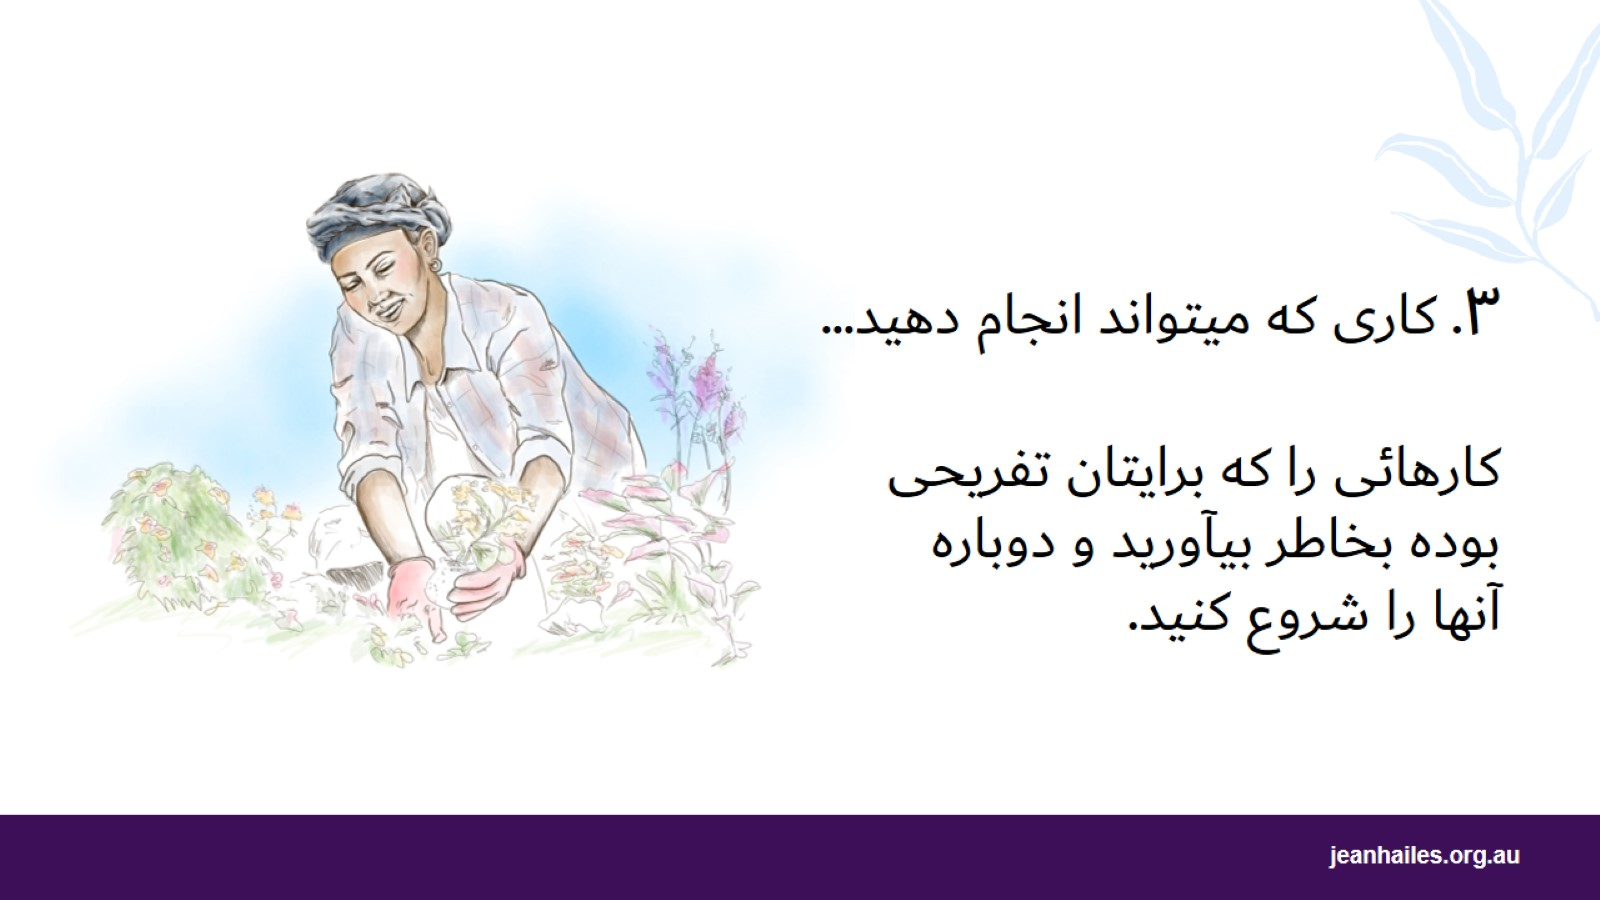 ۳. کاری که میتواند انجام دهید...
کارهائی را که برایتان تفریحی
بوده بخاطر بیآورید و دوباره
آنها را شروع کنید.
jeanhailes.org.au